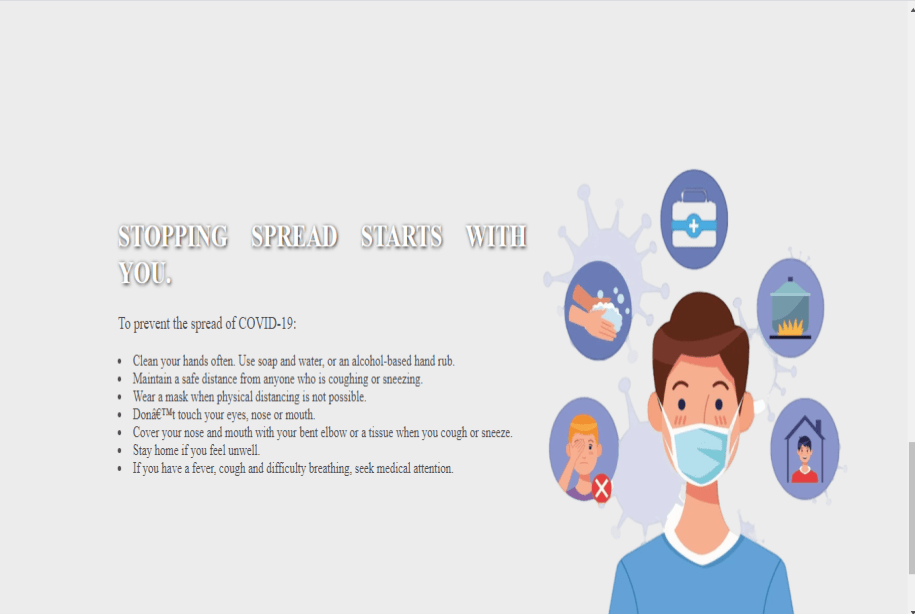 STOPPING SPREAD STARTS WITH
YOU.
To prevent the spread of COVID-19:
Clean your hands often. Use soap and water, or an alcohol-based hand rub.
Maintain a safe distance from anyone who is coughing or sneezing.
Wear a mask when physical distancing is not possible.
Donâ€™t touch your eyes, nose or mouth.
Cover your nose and mouth with your bent elbow or a tissue when you cough or sneeze.
Stay home if you feel unwell.
If you have a fever, cough and difficulty breathing, seek medical attention.